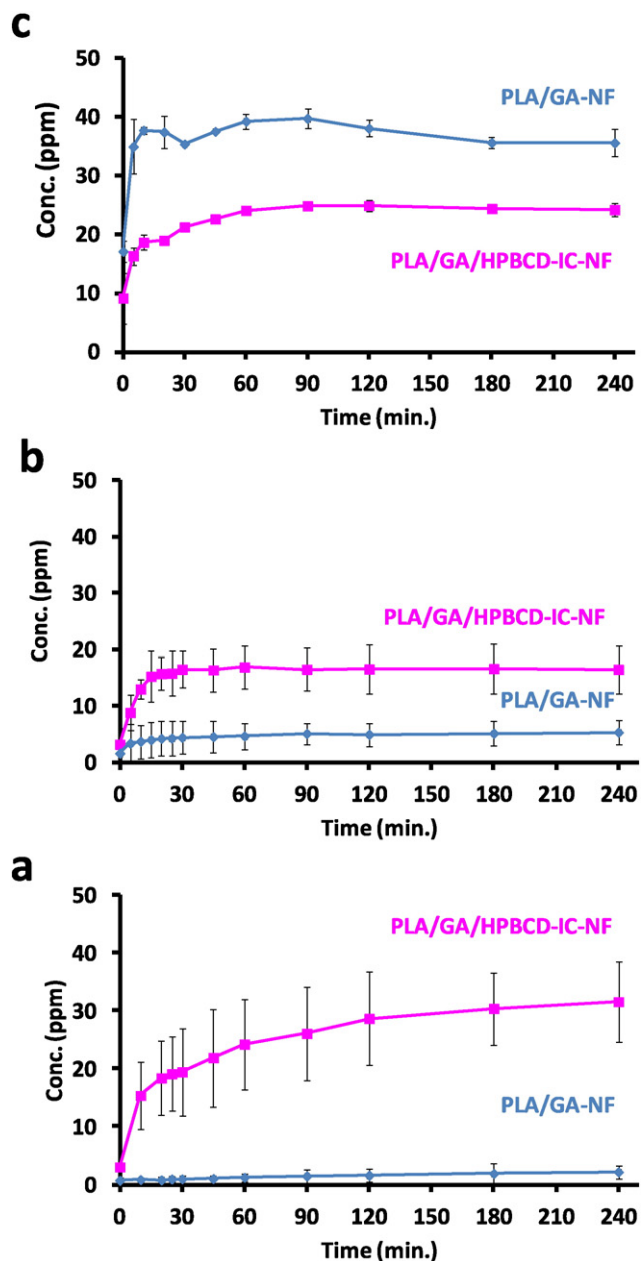 c
50
40
30
20
10
0
Conc. (ppm)
PLA/GA-NF
PLA/GA/HPBCD-IC-NF
0 30 60 90 120 150 180 210 240
Time (min.)
b
50
40
30
20
10
0
Conc. (ppm)
PLA/GA/HPBCD-IC-NF
PLA/GA-NF
0 30 60 90 120 150 180 210 240
Time (min.)
a
50
40
30
20
10
0
Conc. (ppm)
PLA/GA/HPBCD-IC-NF
PLA/GA-NF
0 30 60 90 120 150 180 210 240
Time (min.)